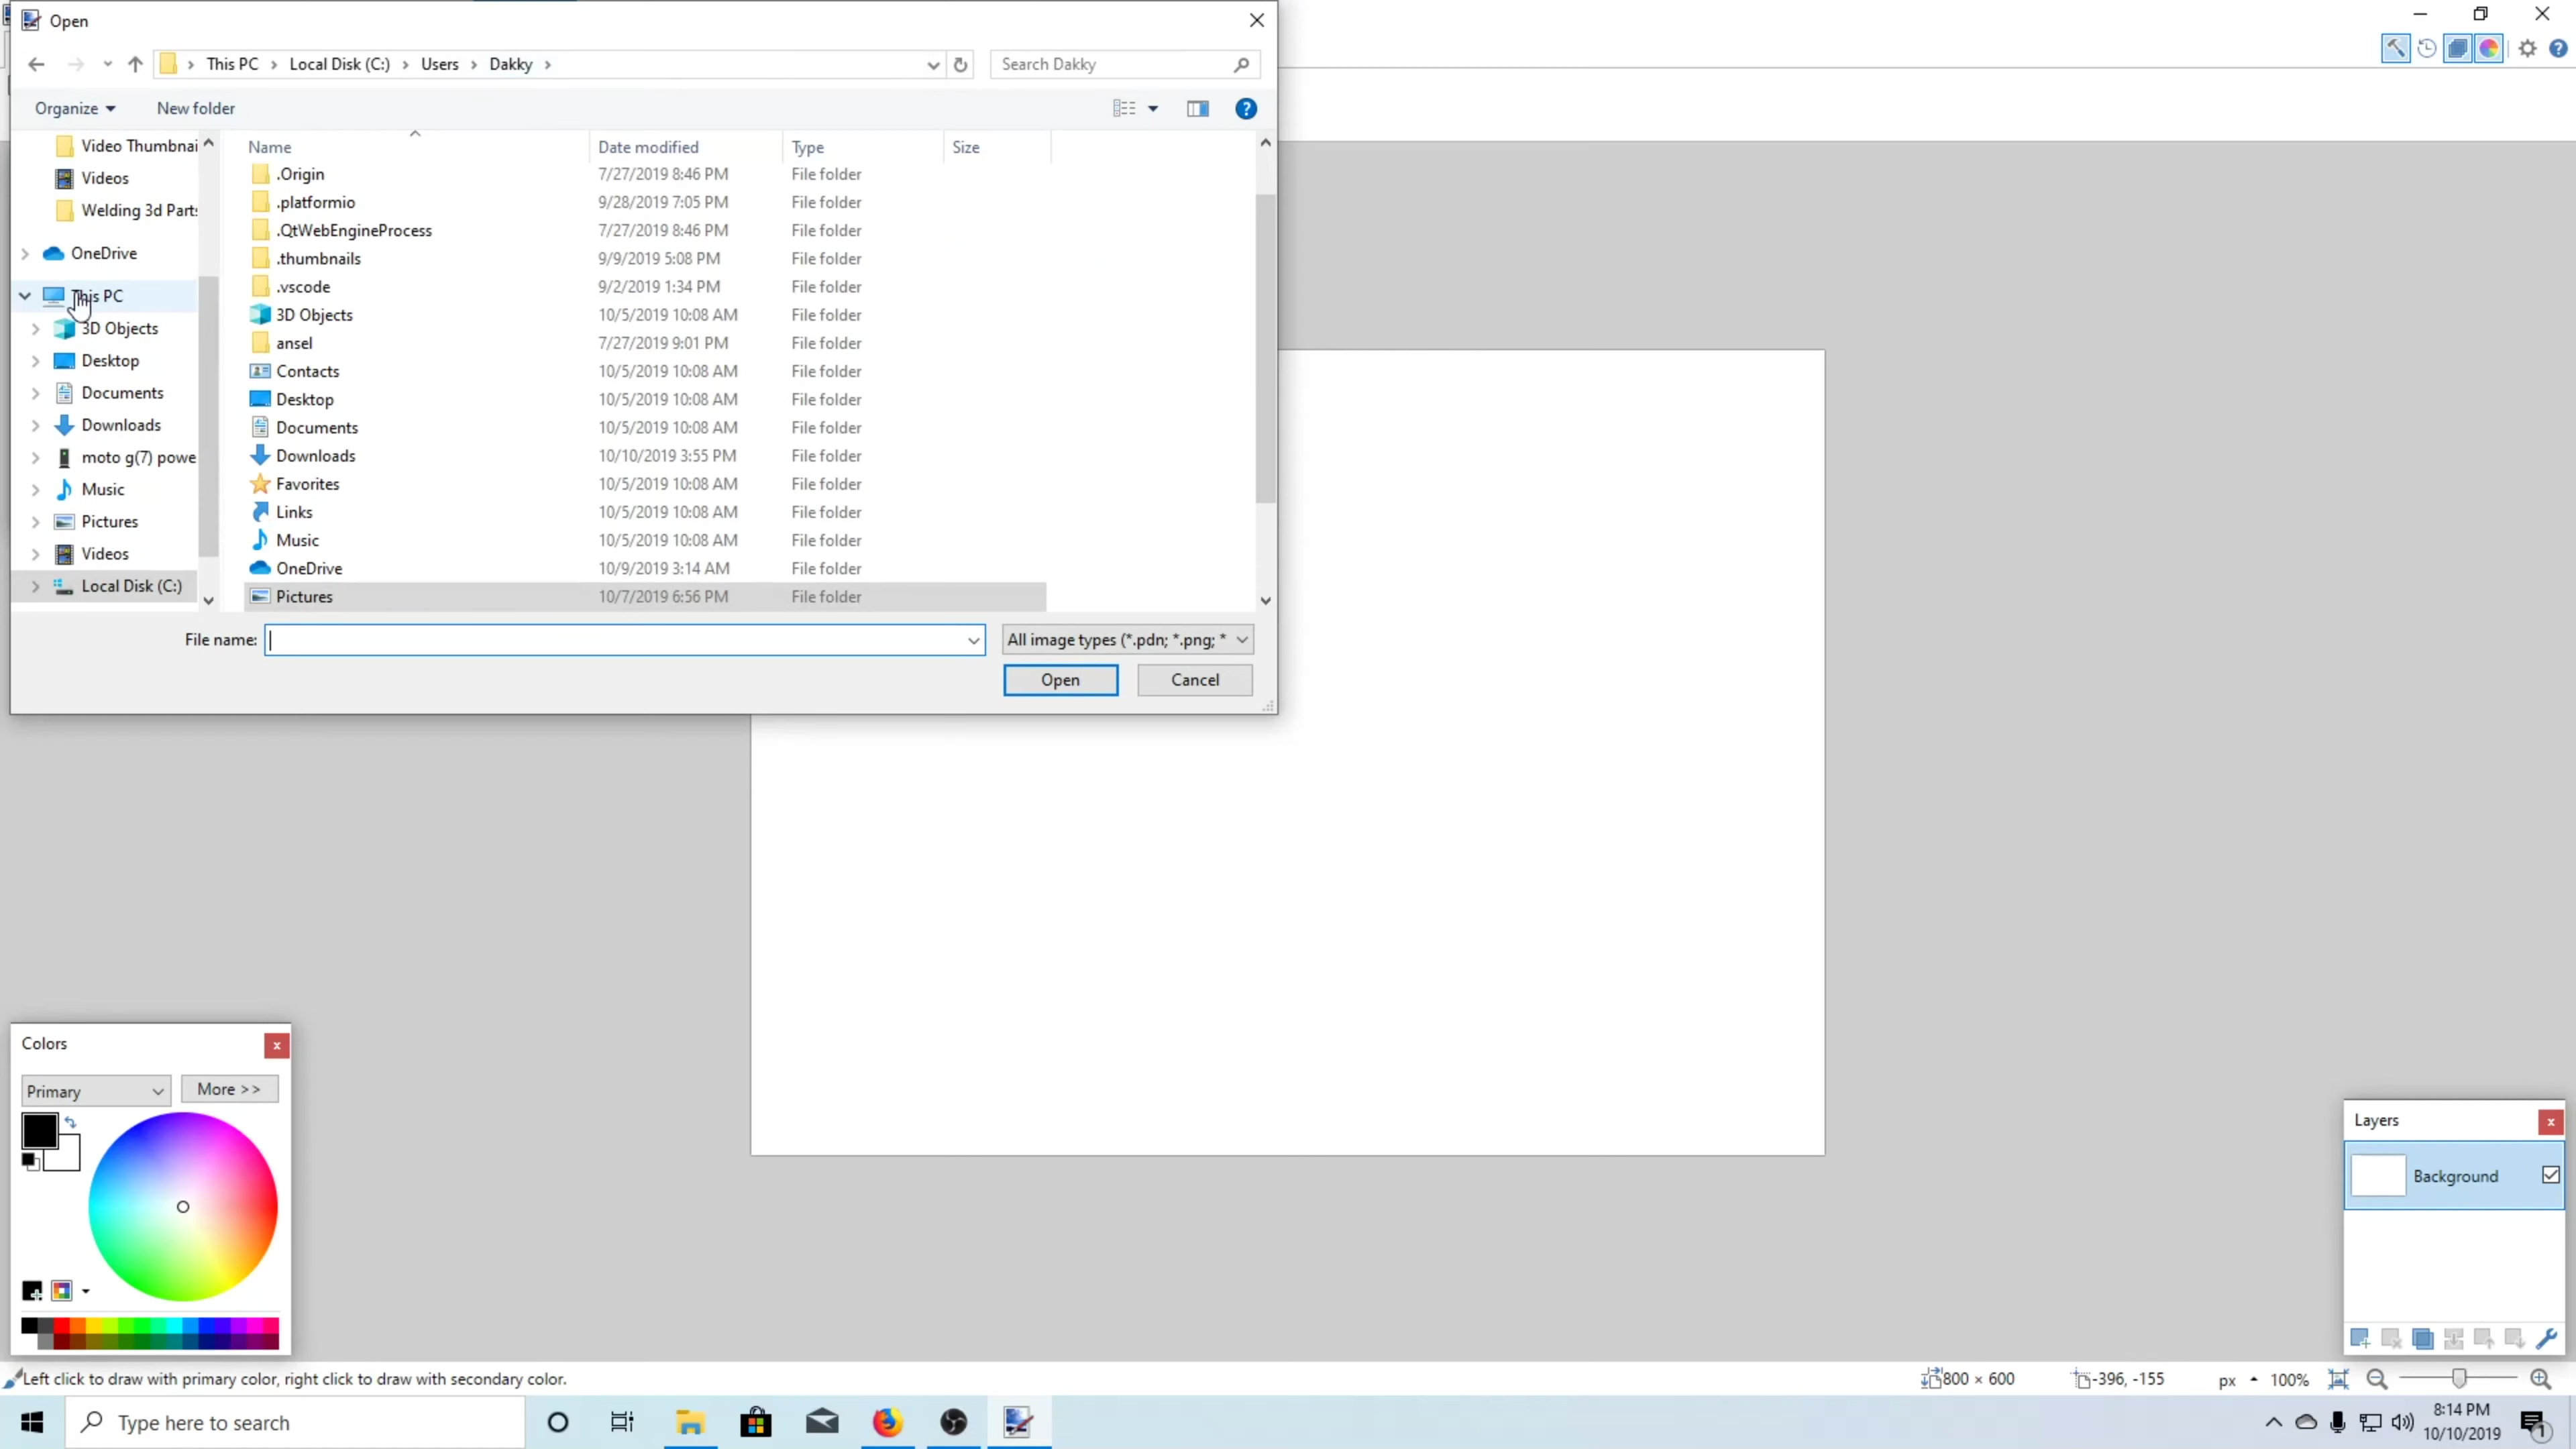 Open
This PC > Local Disk (C:) > Users > Dakky >
Search Dakky
Organize
New folder
Video Thumbnai
Videos
Welding 3d Parts
OneDrive
This PC
3D Objects
Desktop
Documents
Downloads
moto g(7) powe
Music
Pictures
Videos
Local Disk (C:)
Name Date modified Type Size
.Origin 7/27/2019 8:46 PM File folder
.platformio 9/28/2019 7:05 PM File folder
.QtWebEngineProcess 7/27/2019 8:46 PM File folder
.thumbnails 9/9/2019 5:08 PM File folder
.vscode 9/2/2019 1:34 PM File folder
3D Objects 10/5/2019 10:08 AM File folder
ansel 7/27/2019 9:01 PM File folder
Contacts 10/5/2019 10:08 AM File folder
Desktop 10/5/2019 10:08 AM File folder
Documents 10/5/2019 10:08 AM File folder
Downloads 10/10/2019 3:55 PM File folder
Favorites 10/5/2019 10:08 AM File folder
Links 10/5/2019 10:08 AM File folder
Music 10/5/2019 10:08 AM File folder
OneDrive 10/9/2019 3:14 AM File folder
Pictures 10/7/2019 6:56 PM File folder
File name:
All image types (*.pdn; *.png; *
Open
Cancel
Colors
Primary
More >>
Layers
Background
Left click to draw with primary color, right click to draw with secondary color.
800 × 600
-396, -155
px
100%
Type here to search
8:14 PM
10/10/2019
1